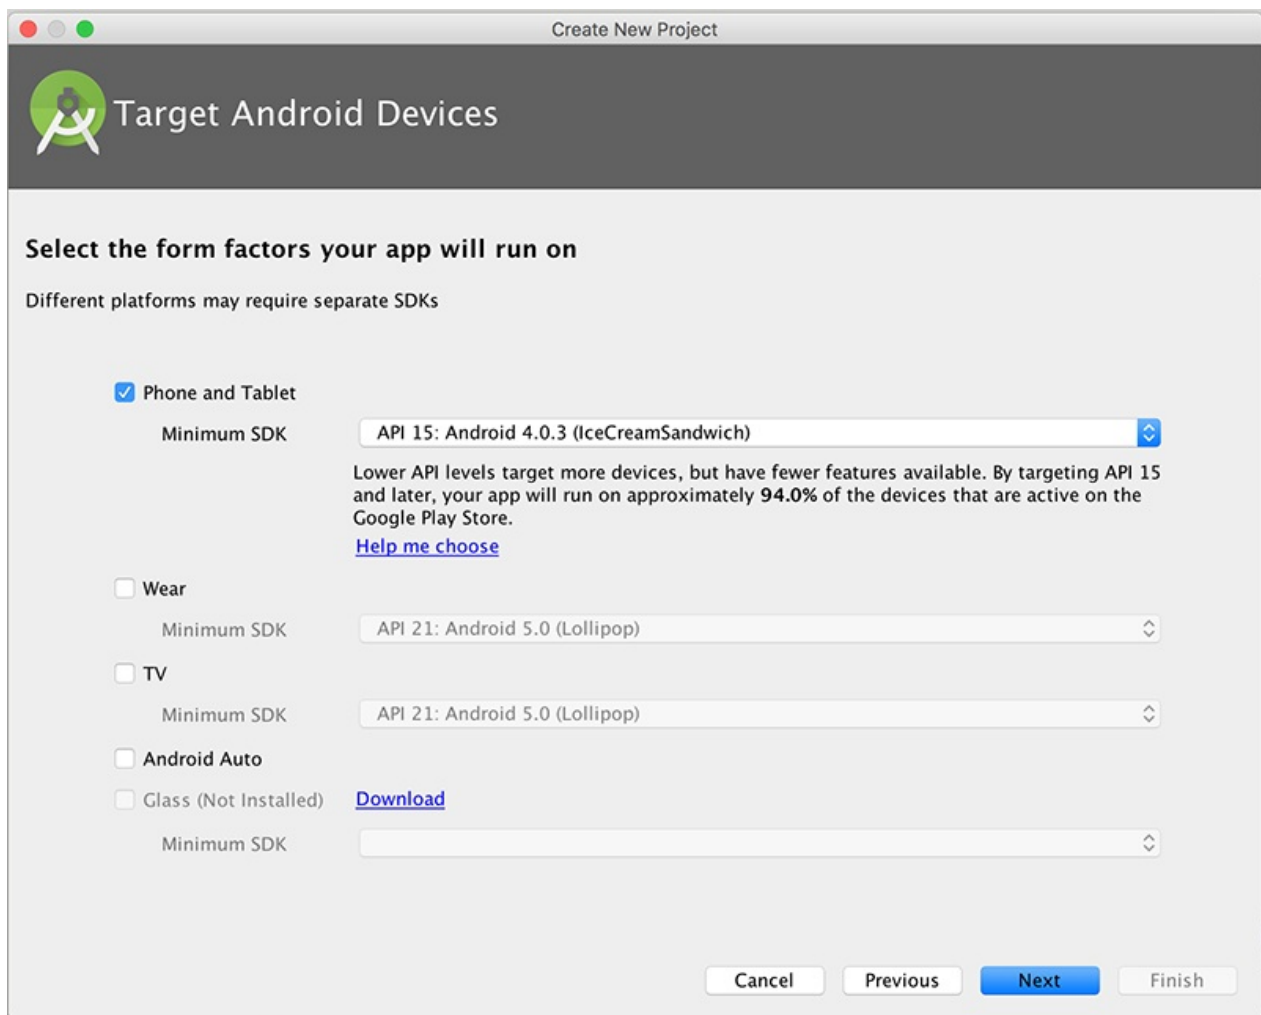 Create New Project
Target Android Devices
Select the form factors your app will run on
Different platforms may require separate SDKs
Phone and Tablet
Minimum SDK API 15: Android 4.0.3 (IceCreamSandwich)
Lower API levels target more devices, but have fewer features available. By targeting API 15
and later, your app will run on approximately 94.0% of the devices that are active on the
Google Play Store.
Help me choose
Wear
Minimum SDK API 21: Android 5.0 (Lollipop)
TV
Minimum SDK API 21: Android 5.0 (Lollipop)
Android Auto
Glass (Not Installed) Download
Minimum SDK
Cancel Previous Next Finish